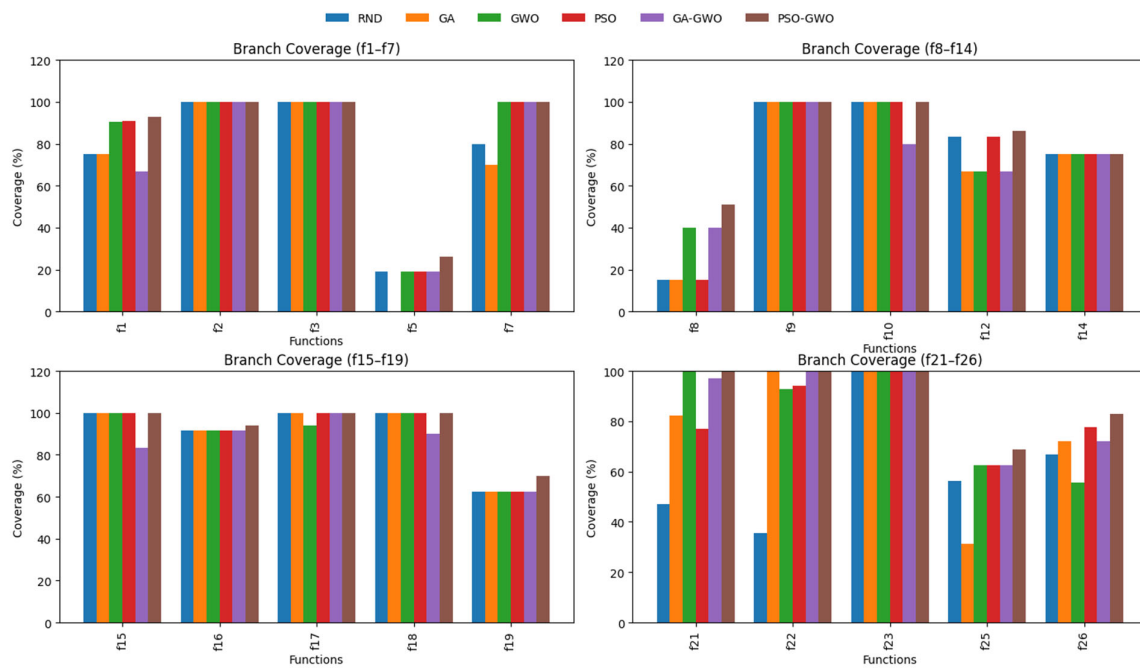 RND GA GWO PSO GA-GWO PSO-GWO
Branch Coverage (f1–f7)
120
100
80
60
40
20
0
Coverage (%)
f1 f2 f3 f5 f7
Functions
Branch Coverage (f8–f14)
120
100
80
60
40
20
0
Coverage (%)
f8 f9 f10 f12 f14
Functions
Branch Coverage (f15–f19)
120
100
80
60
40
20
0
Coverage (%)
f15 f16 f17 f18 f19
Functions
Branch Coverage (f21–f26)
100
80
60
40
20
0
Coverage (%)
f21 f22 f23 f25 f26
Functions